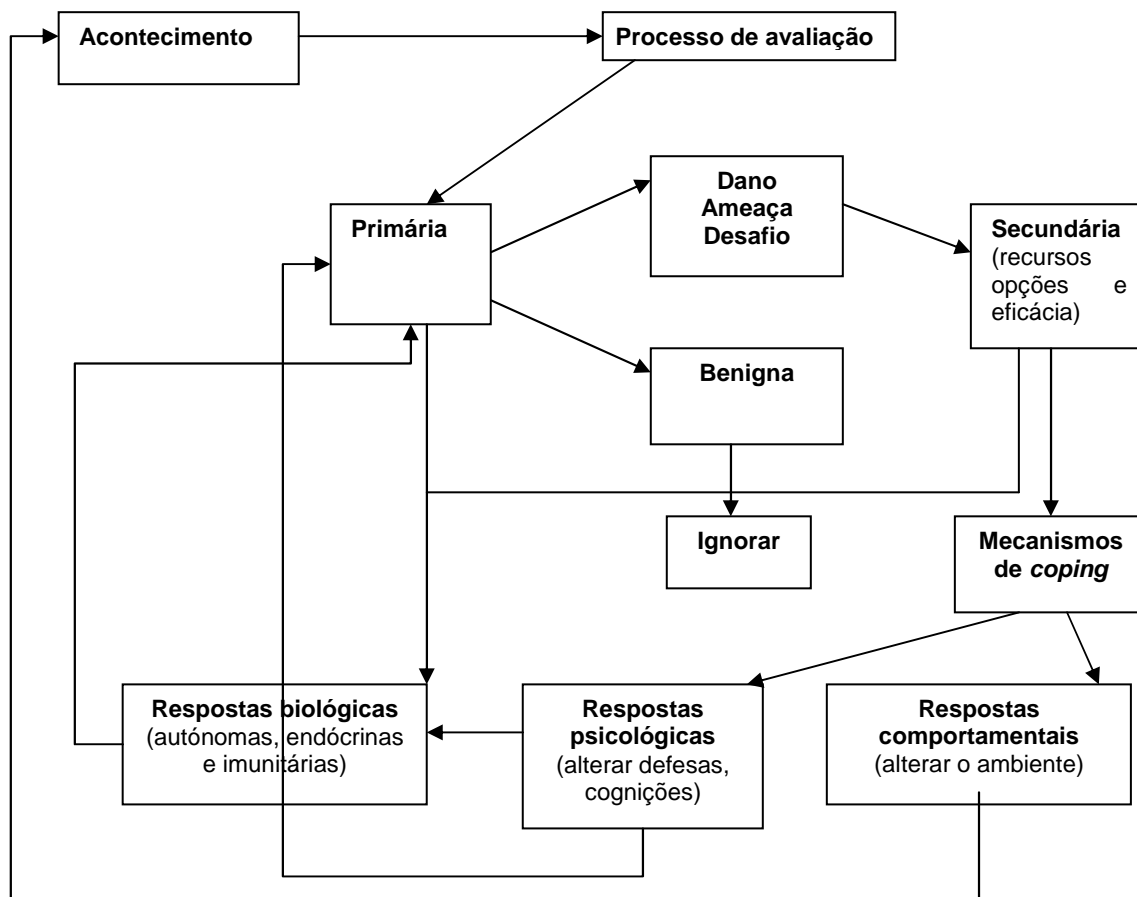 Acontecimento
Processo de avaliação
Primária
Dano
Ameaça
Desafio
Secundária
(recursos
opções e
eficácia)
Benigna
Ignorar
Mecanismos
de coping
Respostas biológicas
(autónomas, endócrinas
e imunitárias)
Respostas
psicológicas
(alterar defesas,
cognições)
Respostas
comportamentais
(alterar o ambiente)